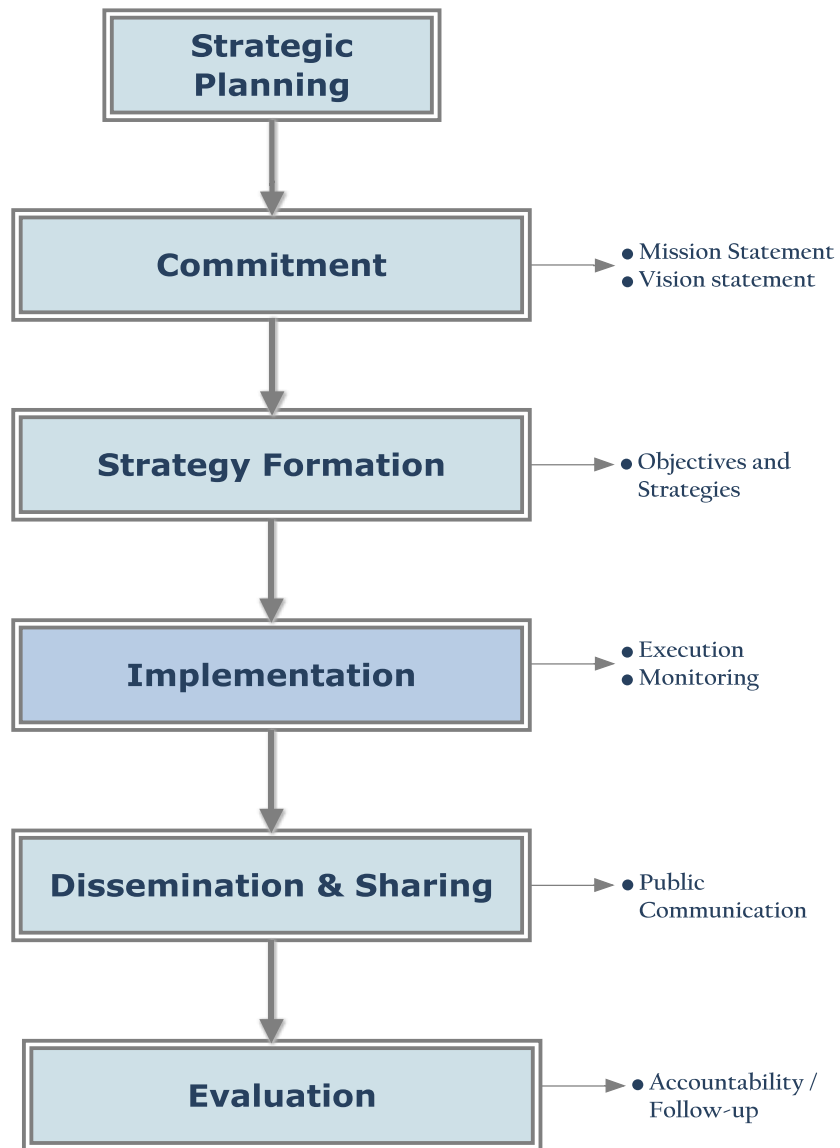 Strategic
Planning
Commitment
• Mission Statement
• Vision statement
Strategy Formation
• Objectives and
Strategies
Implementation
• Execution
• Monitoring
Dissemination & Sharing
• Public
Communication
Evaluation
• Accountability /
Follow-up